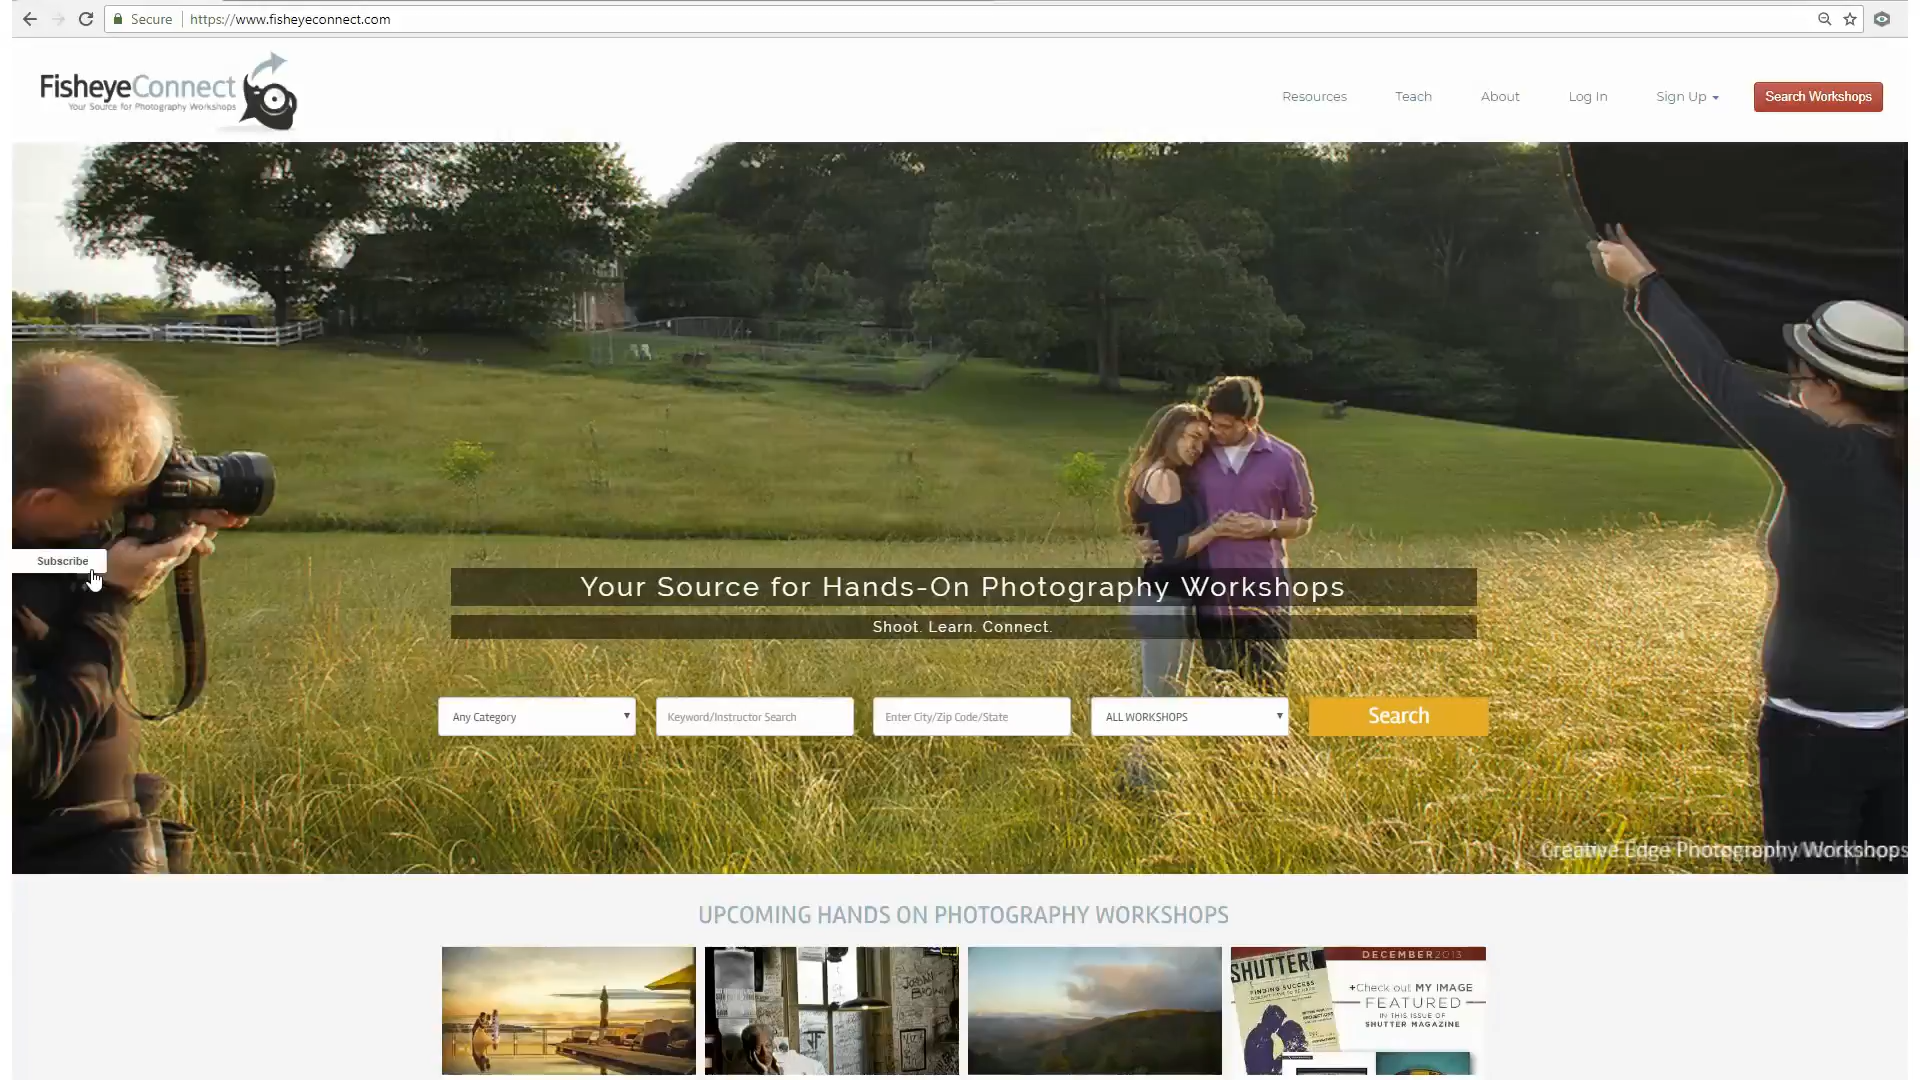 Secure
https://www.fisheyeconnect.com
FisheyeConnect
Your Source for Photography Workshops
Resources
Teach
About
Log In
Sign Up
Search Workshops
Subscribe
Your Source for Hands-On Photography Workshops
Shoot. Learn. Connect.
Any Category
Keyword/Instructor Search
Enter City/Zip Code/State
ALL WORKSHOPS
Search
Creative Edge Photography Workshops
UPCOMING HANDS ON PHOTOGRAPHY WORKSHOPS
DECEMBER2013
SHUTTER
FINDING SUCCESS
+Check out MY IMAGE
FEATURED
IN THIS ISSUE OF
SHUTTER MAGAZINE